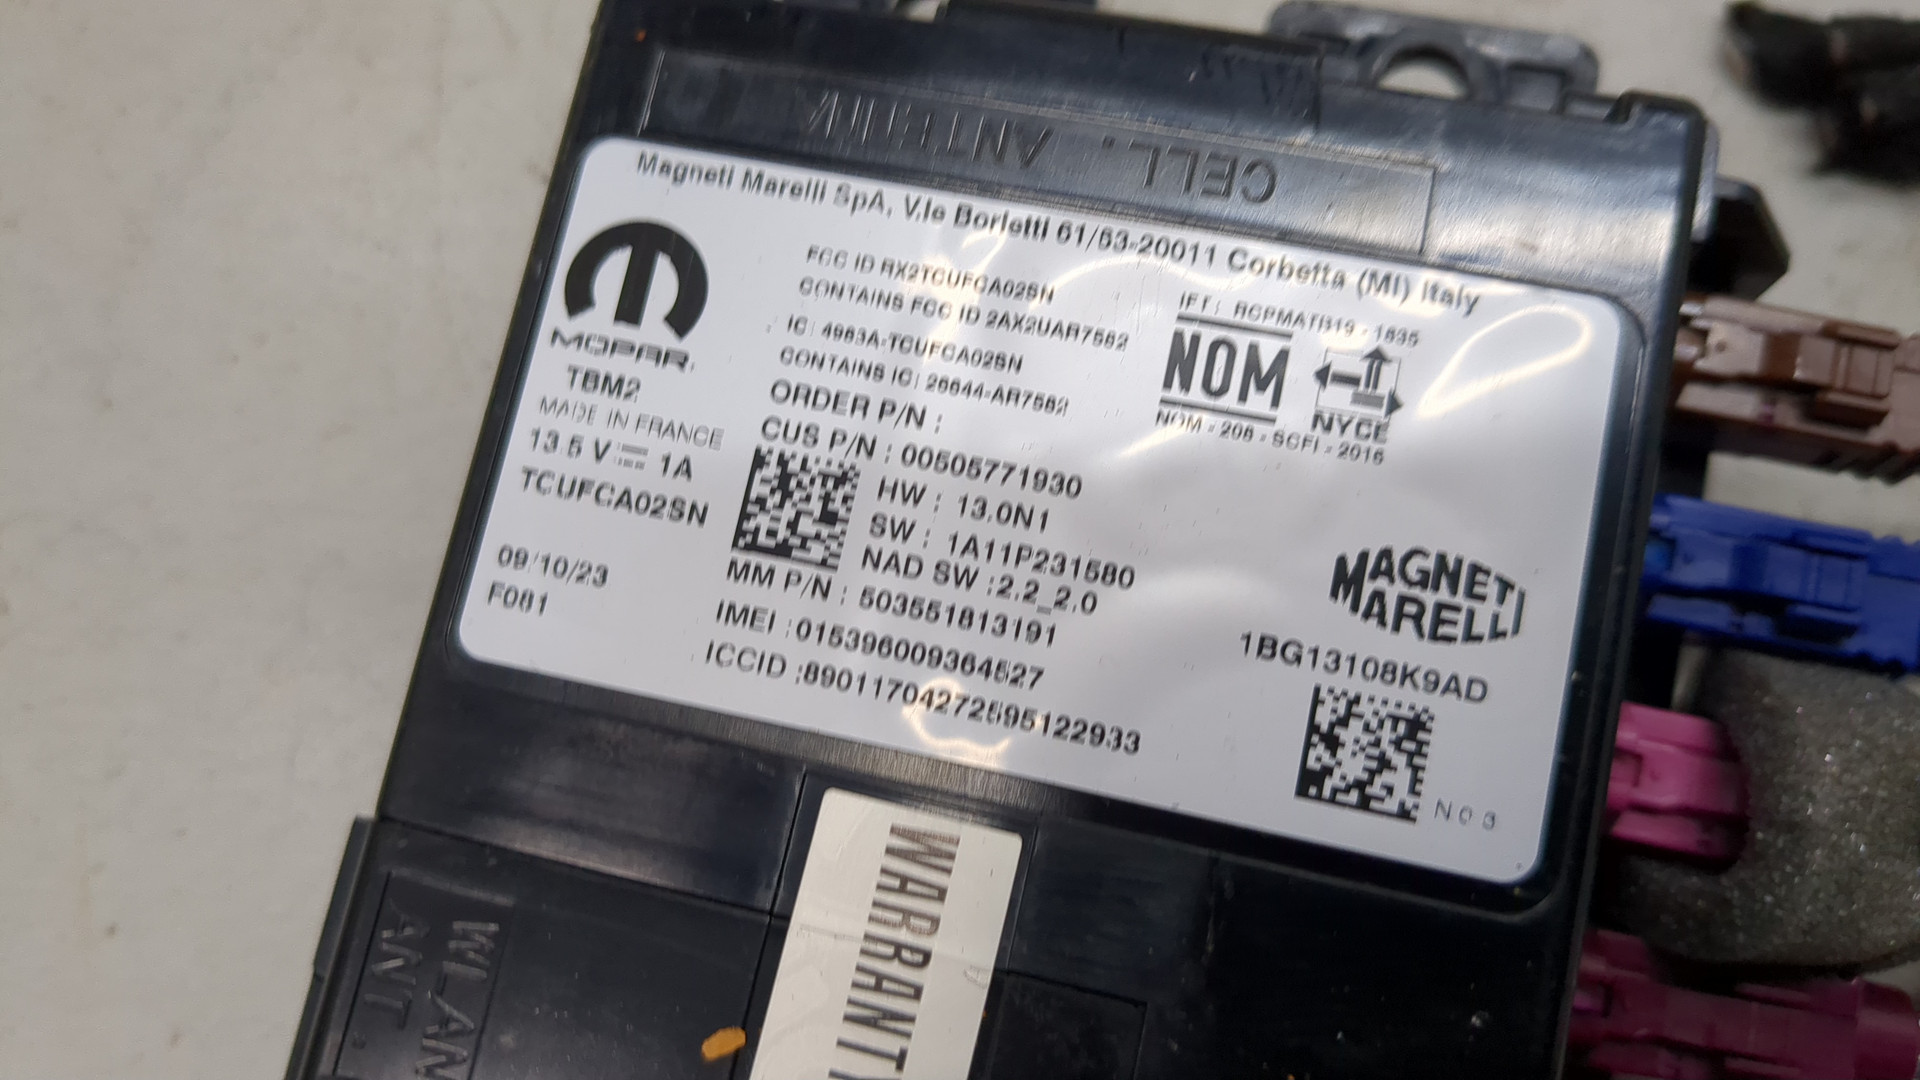 CELL. ANTENNA
Magneti Marelli SpA, V.le Borletti 61/63-20011 Corbetta (MI) Italy
MOPAR
TBM2
MADE IN FRANCE
13.5 V 1A
TCUFCA02SN
09/10/23
F081
FCC ID RX2TCUFCA02SN
CONTAINS FCC ID 2AX2UAR7582
IC: 4983A-TCUFCA02SN
CONTAINS IC: 26644-AR7582
ORDER P/N :
CUS P/N : 00505771930
HW : 13.0N1
SW : 1A11P231580
NAD SW :2.2_2.0
MM P/N : 503551813191
IMEI :015396009364527
ICCID :89011704272595122933
IFT: RCPMATB19-1835
NOM
NYCE
NOM-208-SCFI-2016
MAGNETI
MARELLI
1BG13108K9AD
N03
WARRANTY
WLAN
ANT.